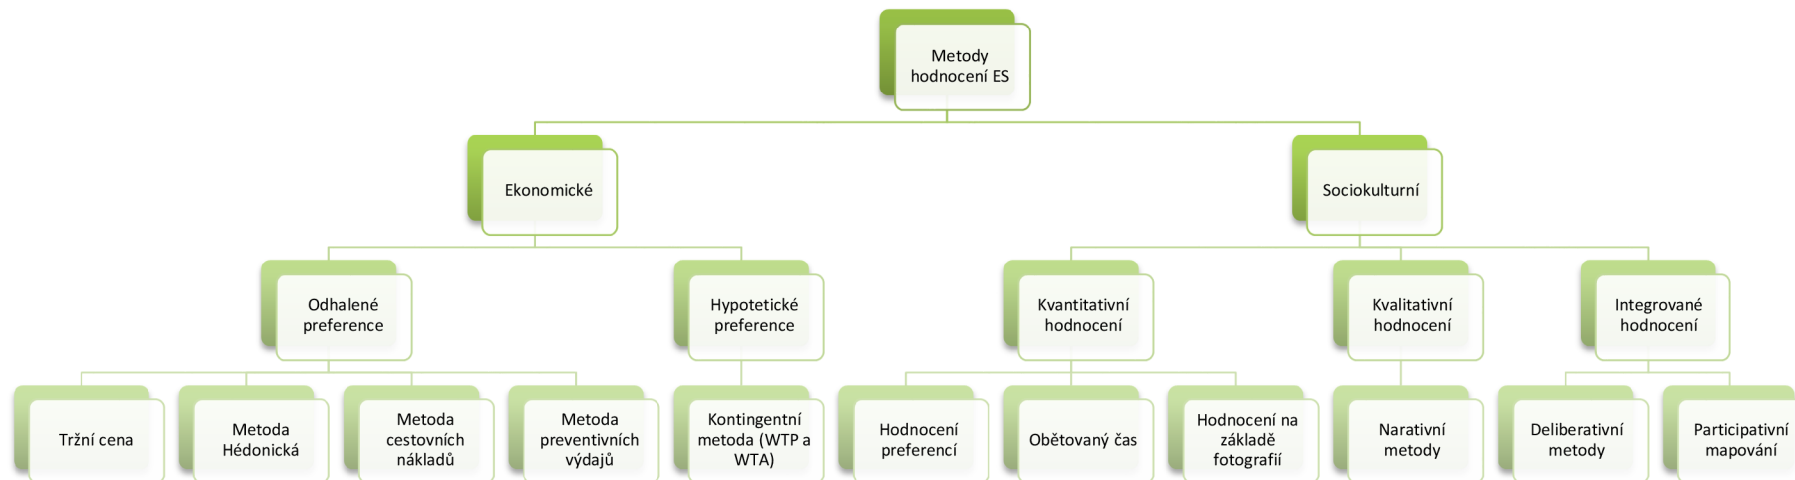 Metody
hodnocení ES
Ekonomické
Sociokulturní
Odhalené
preference
Hypotetické
preference
Kvantitativní
hodnocení
Kvalitativní
hodnocení
Integrované
hodnocení
Tržní cena
Metoda
Hédonická
Metoda
cestovních
nákladů
Metoda
preventivních
výdajů
Kontingentní
metoda (WTP a
WTA)
Hodnocení
preferencí
Obětovaný čas
Hodnocení na
základě
fotografií
Narativní
metody
Deliberativní
metody
Participativní
mapování